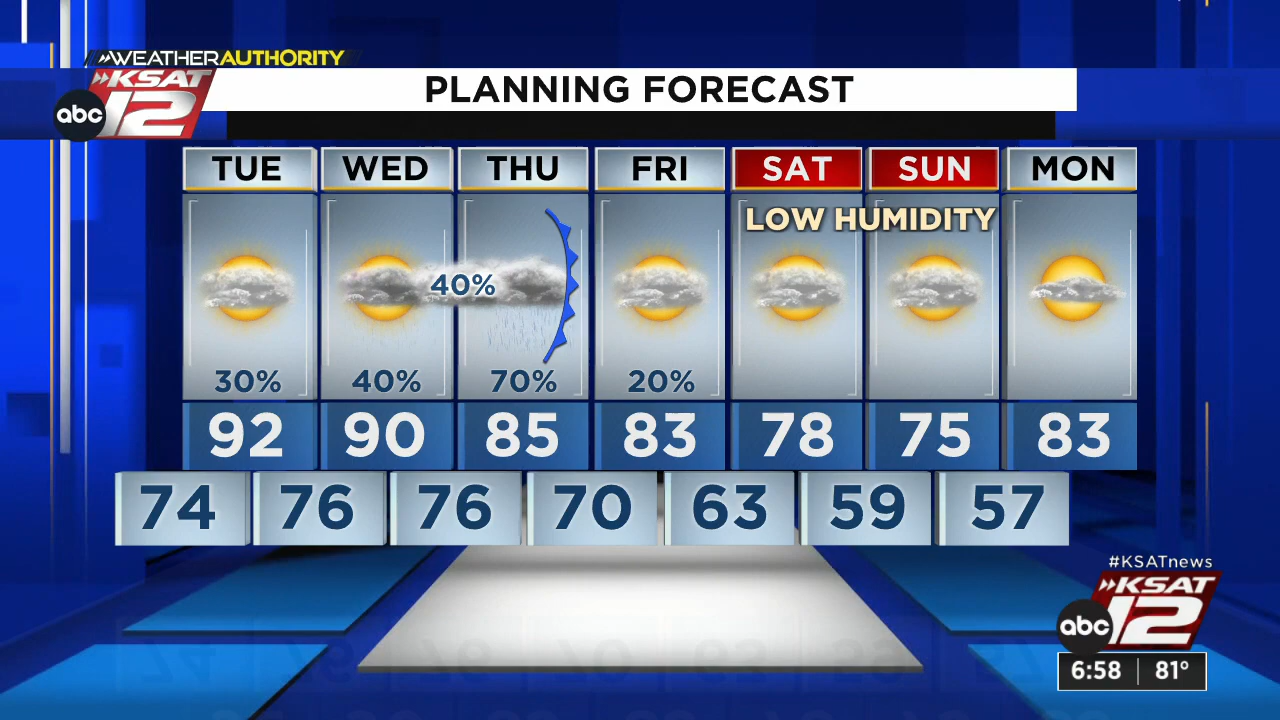 WEATHERAUTHORITY
KSAT
abc 12
PLANNING FORECAST
TUE WED THU FRI SAT SUN MON
LOW HUMIDITY
40%
30% 40% 70% 20%
92 90 85 83 78 75 83
74 76 76 70 63 59 57
#KSATnews
KSAT
abc 12
6:58 81°